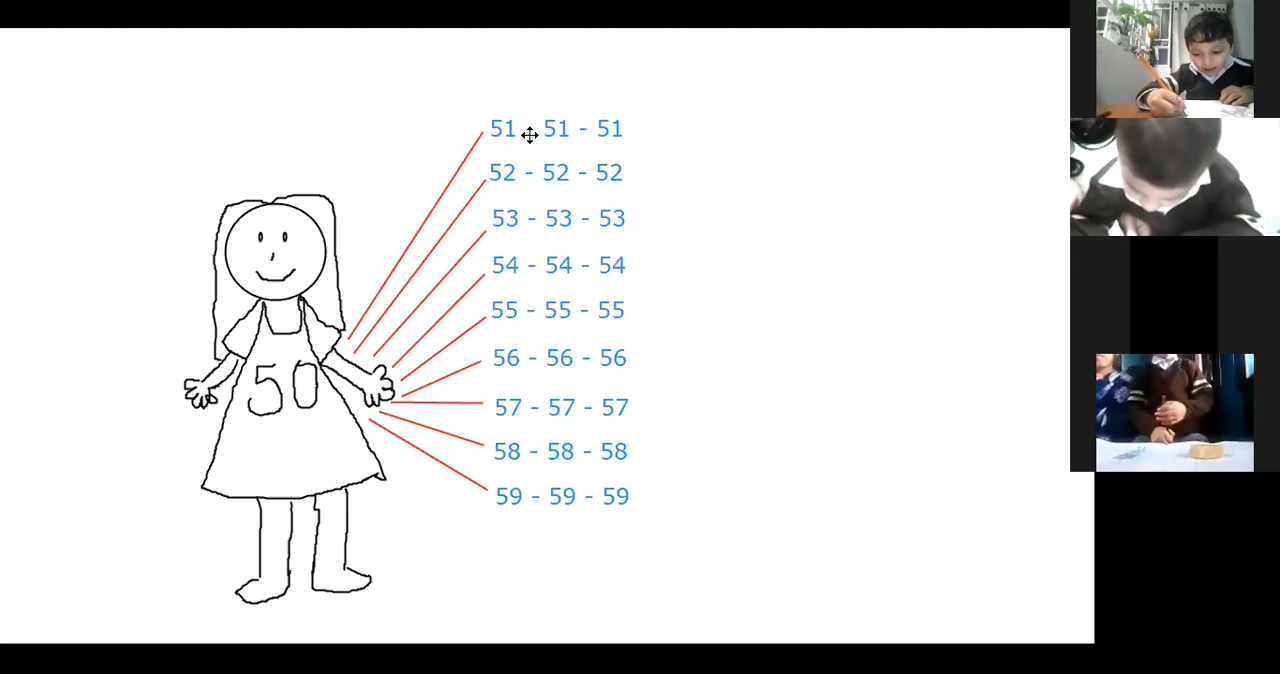 51 - 51 - 51
52 - 52 - 52
53 - 53 - 53
54 - 54 - 54
55 - 55 - 55
50
56 - 56 - 56
57 - 57 - 57
58 - 58 - 58
59 - 59 - 59